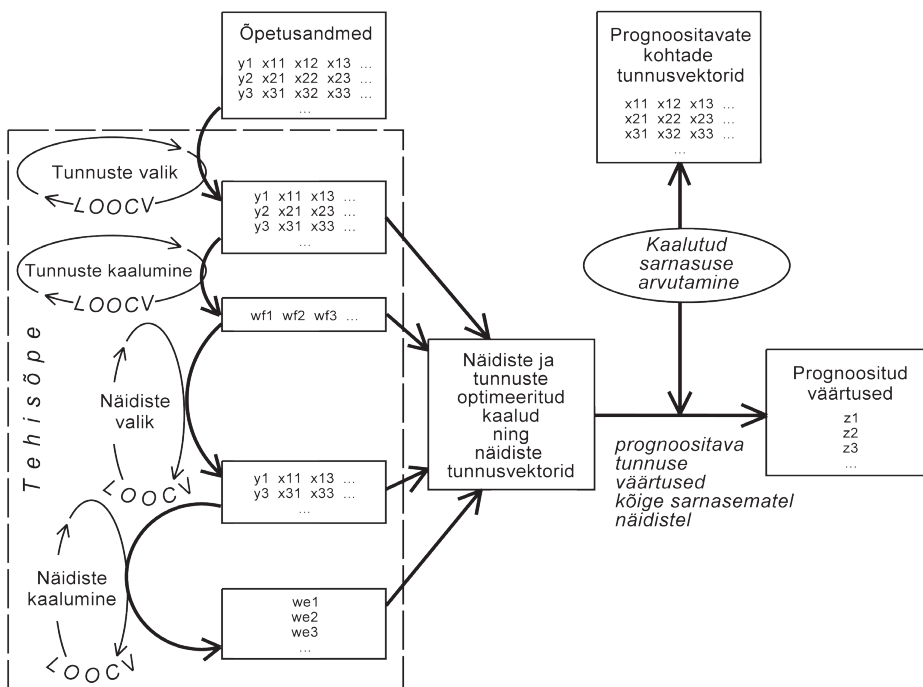 Õpetusandmed
y1 x11 x12 x13 ...
y2 x21 x22 x23 ...
y3 x31 x32 x33 ...
...
Prognoositavate
kohtade
tunnusvektorid
x11 x12 x13 ...
x21 x22 x23 ...
x31 x32 x33 ...
...
Tehisõpe
Tunnuste valik
LOOCV
y1 x11 x13 ...
y2 x21 x23 ...
y3 x31 x33 ...
...
Tunnuste kaalumine
LOOCV
wf1 wf2 wf3 ...
Näidiste
valik
LOOCV
y1 x11 x13 ...
y3 x31 x33 ...
...
Näidiste
kaalumine
LOOCV
we1
we2
we3
...
Näidiste ja
tunnuste
optimeeritud
kaalud
ning
näidiste
tunnusvektorid
Kaalutud
sarnasuse
arvutamine
prognoositava
tunnuse
väärtused
kõige sarnasematel
näidistel
Prognoositud
väärtused
z1
z2
z3
...